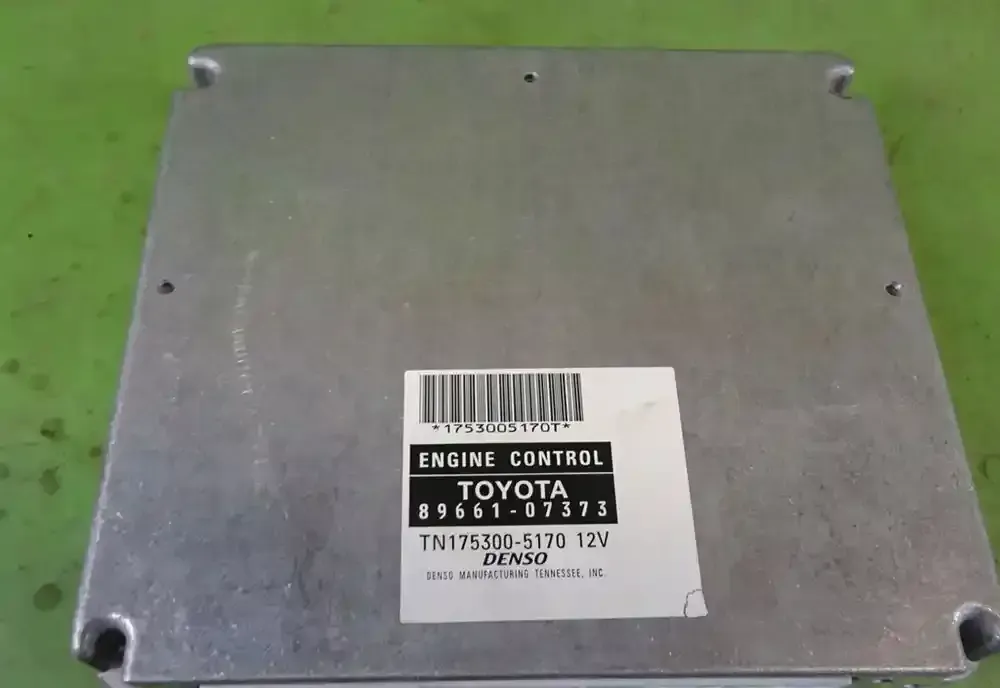 *1753005170T*
ENGINE CONTROL
TOYOTA
89661-07373
TN175300-5170 12V
DENSO
DENSO MANUFACTURING TENNESSEE, INC.